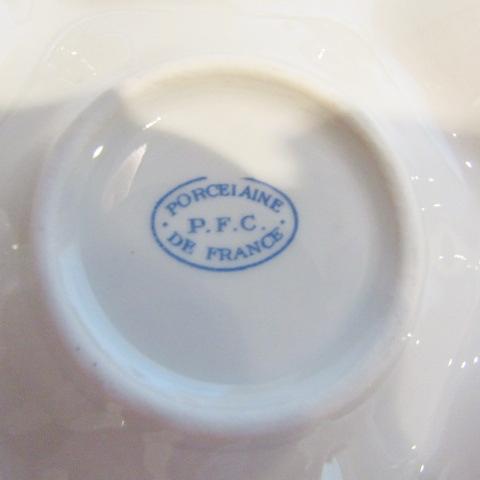 PORCELAINE
· P.F.C. ·
DE FRANCE